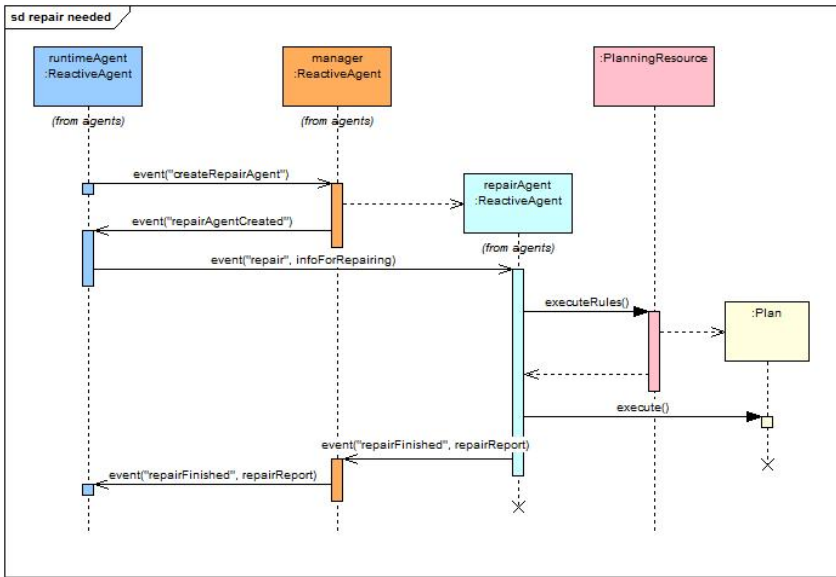 sd repair needed
runtimeAgent
:ReactiveAgent
manager
:ReactiveAgent
:PlanningResource
(from agents)
(from agents)
event("createRepairAgent")
repairAgent
:ReactiveAgent
event("repairAgentCreated")
(from agents)
event("repair", infoForRepairing)
executeRules()
:Plan
execute()
event("repairFinished", repairReport)
event("repairFinished", repairReport)